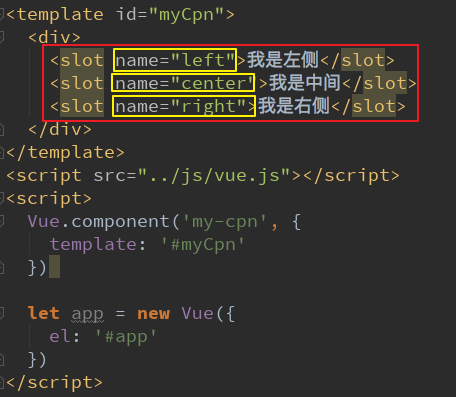 <template id="myCpn">
<div>
<slot name="left">我是左侧</slot>
<slot name="center">我是中间</slot>
<slot name="right">我是右侧</slot>
</div>
</template>
<script src="../js/vue.js"></script>
<script>
Vue.component('my-cpn', {
template: '#myCpn'
})
let app = new Vue({
el: '#app'
})
</script>